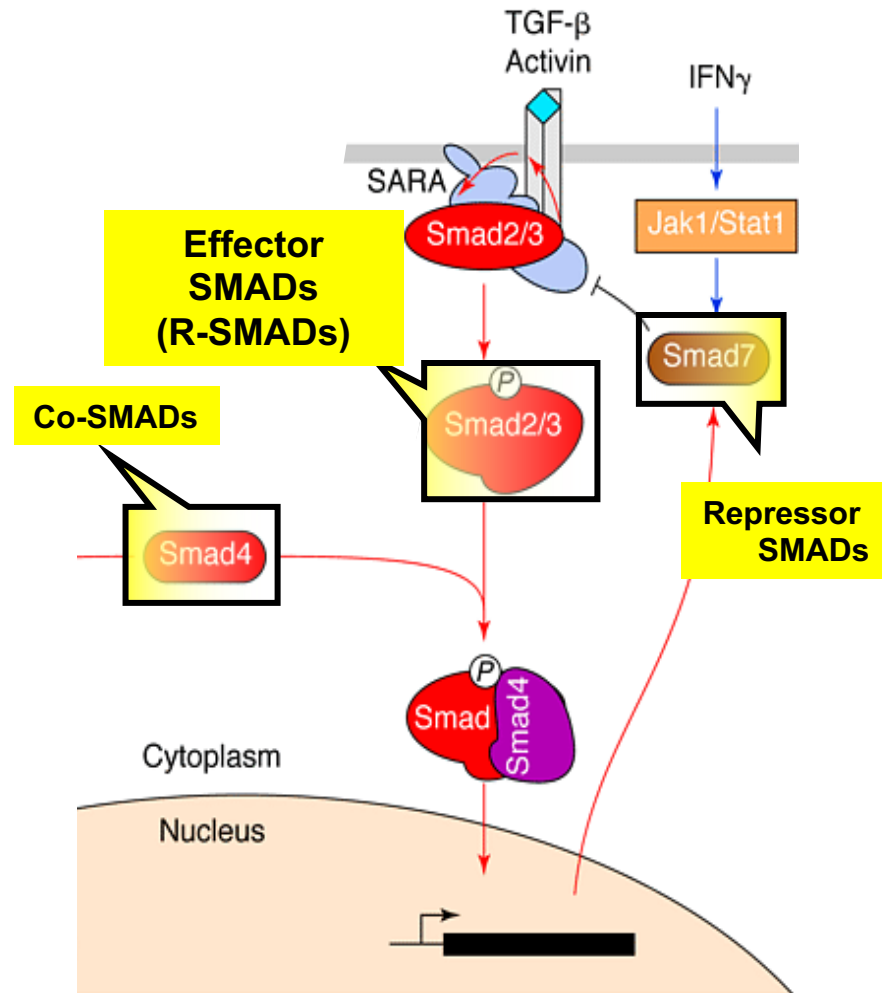 TGF-β
Activin
IFNγ
SARA
Smad2/3
Jak1/Stat1
Effector
SMADs
(R-SMADs)
Smad7
P
Smad2/3
Co-SMADs
Repressor
SMADs
Smad4
P
Smad
Smad4
Cytoplasm
Nucleus